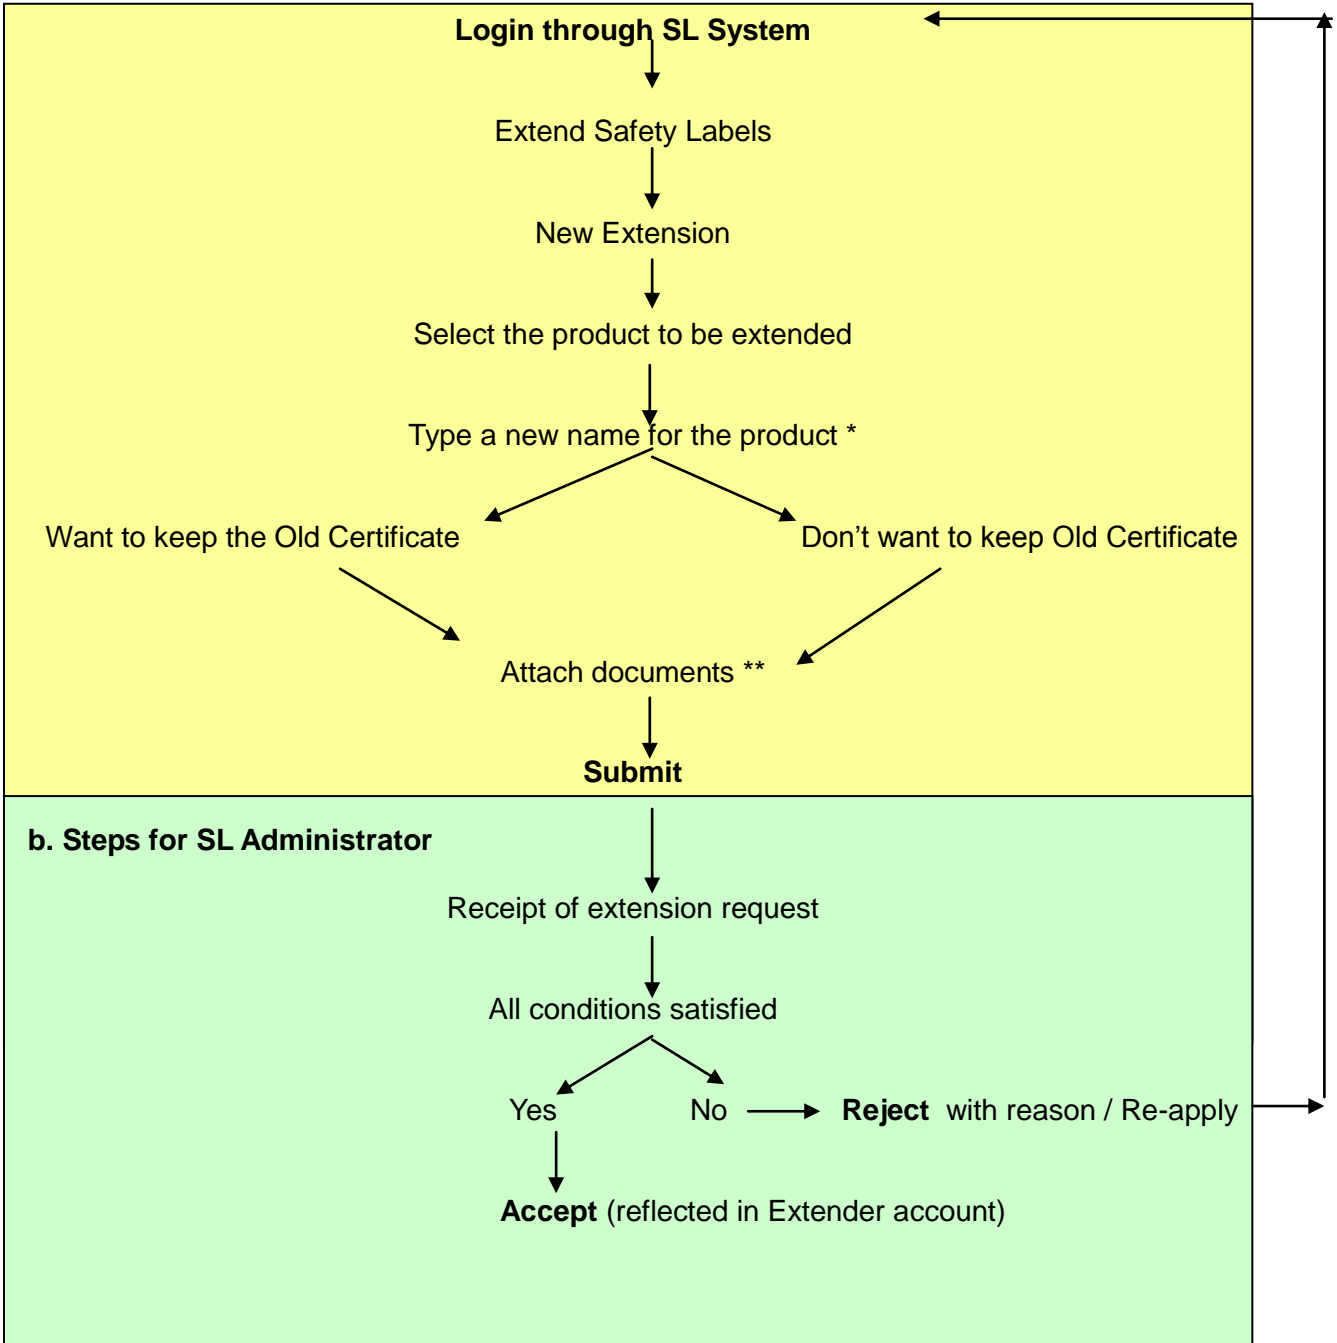 Login through SL System
Extend Safety Labels
New Extension
Select the product to be extended
Type a new name for the product *
Want to keep the Old Certificate
Don’t want to keep Old Certificate
Attach documents **
Submit
b. Steps for SL Administrator
Receipt of extension request
All conditions satisfied
Yes
No
Reject with reason / Re-apply
Accept (reflected in Extender account)